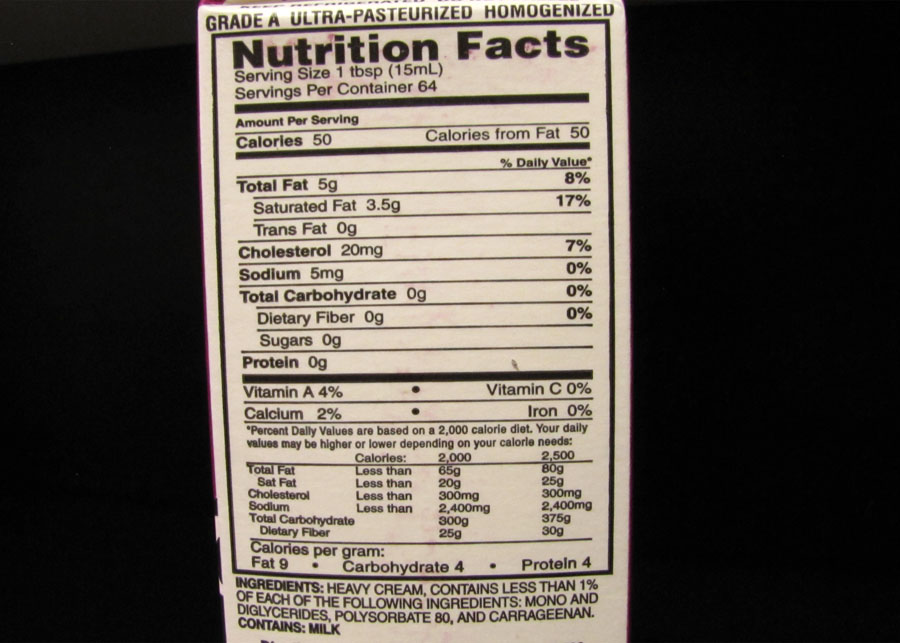 GRADE A ULTRA-PASTEURIZED HOMOGENIZED
Nutrition Facts
Serving Size 1 tbsp (15mL)
Servings Per Container 64
Amount Per Serving
Calories 50 Calories from Fat 50
% Daily Value*
Total Fat 5g 8%
Saturated Fat 3.5g 17%
Trans Fat 0g
Cholesterol 20mg 7%
Sodium 5mg 0%
Total Carbohydrate 0g 0%
Dietary Fiber 0g 0%
Sugars 0g
Protein 0g
Vitamin A 4% • Vitamin C 0%
Calcium 2% • Iron 0%
*Percent Daily Values are based on a 2,000 calorie diet. Your daily
values may be higher or lower depending on your calorie needs:
Calories: 2,000 2,500
Total Fat Less than 65g 80g
Sat Fat Less than 20g 25g
Cholesterol Less than 300mg 300mg
Sodium Less than 2,400mg 2,400mg
Total Carbohydrate 300g 375g
Dietary Fiber 25g 30g
Calories per gram:
Fat 9 • Carbohydrate 4 • Protein 4
INGREDIENTS: HEAVY CREAM, CONTAINS LESS THAN 1%
OF EACH OF THE FOLLOWING INGREDIENTS: MONO AND
DIGLYCERIDES, POLYSORBATE 80, AND CARRAGEENAN.
CONTAINS: MILK